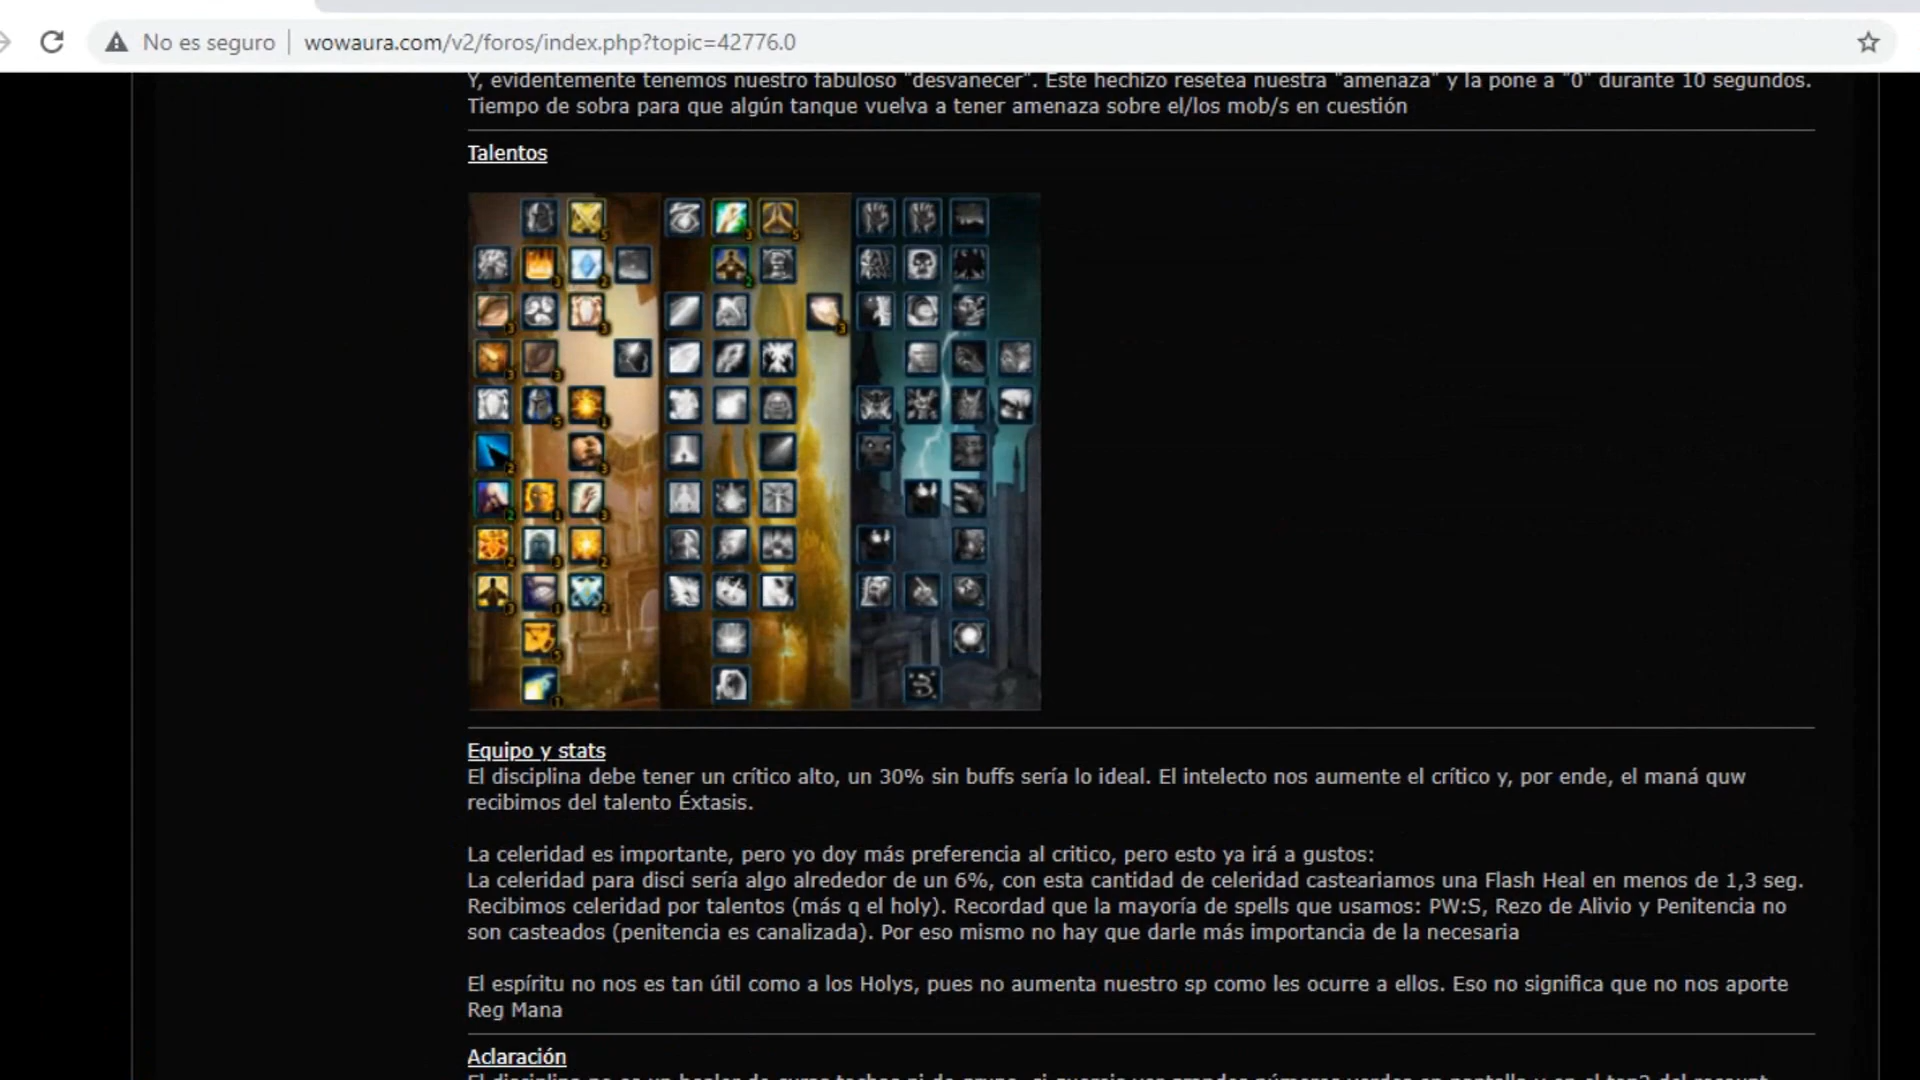 No es seguro
wowaura.com/v2/foros/index.php?topic=42776.0
Y, evidentemente tenemos nuestro fabuloso "desvanecer". Este hechizo resetea nuestra "amenaza" y la pone a "0" durante 10 segundos.
Tiempo de sobra para que algún tanque vuelva a tener amenaza sobre el/los mob/s en cuestión
Talentos
Equipo y stats
El disciplina debe tener un crítico alto, un 30% sin buffs sería lo ideal. El intelecto nos aumente el crítico y, por ende, el maná quw
recibimos del talento Éxtasis.
La celeridad es importante, pero yo doy más preferencia al critico, pero esto ya irá a gustos:
La celeridad para disci sería algo alrededor de un 6%, con esta cantidad de celeridad casteariamos una Flash Heal en menos de 1,3 seg.
Recibimos celeridad por talentos (más q el holy). Recordad que la mayoría de spells que usamos: PW:S, Rezo de Alivio y Penitencia no
son casteados (penitencia es canalizada). Por eso mismo no hay que darle más importancia de la necesaria
El espíritu no nos es tan útil como a los Holys, pues no aumenta nuestro sp como les ocurre a ellos. Eso no significa que no nos aporte
Reg Mana
Aclaración